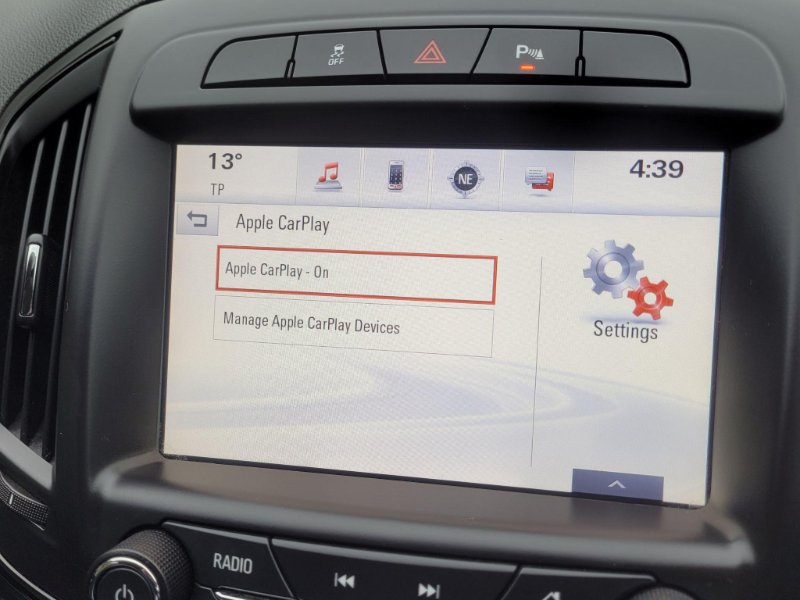 OFF
P
13°
NE
4:39
TP
Apple CarPlay
Apple CarPlay - On
Manage Apple CarPlay Devices
Settings
RADIO